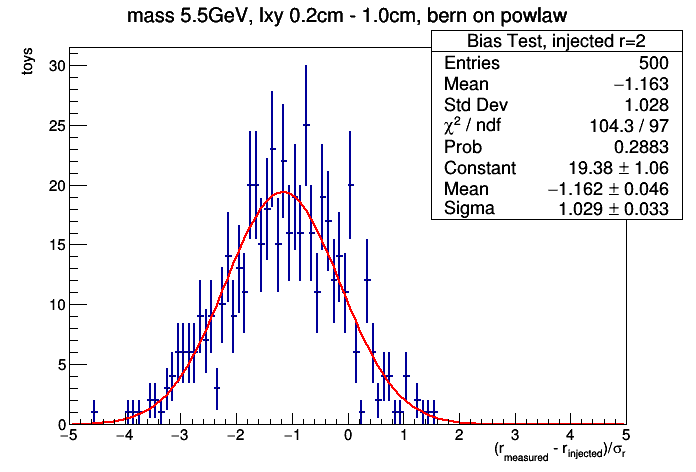 mass 5.5GeV, lxy 0.2cm - 1.0cm, bern on powlaw
Bias Test, injected r=2
Entries 500
Mean −1.163
Std Dev 1.028
χ² / ndf 104.3 / 97
Prob 0.2883
Constant 19.38 ± 1.06
Mean −1.162 ± 0.046
Sigma 1.029 ± 0.033
toys
30
25
20
15
10
5
0
−5 −4 −3 −2 −1 0 1 2 3 4 5
(r_measured - r_injected)/σ_r